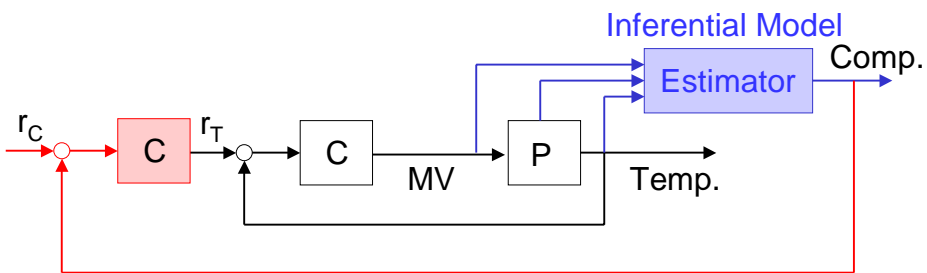 Inferential Model
Comp.
Estimator
r_C
C
r_T
C
MV
P
Temp.